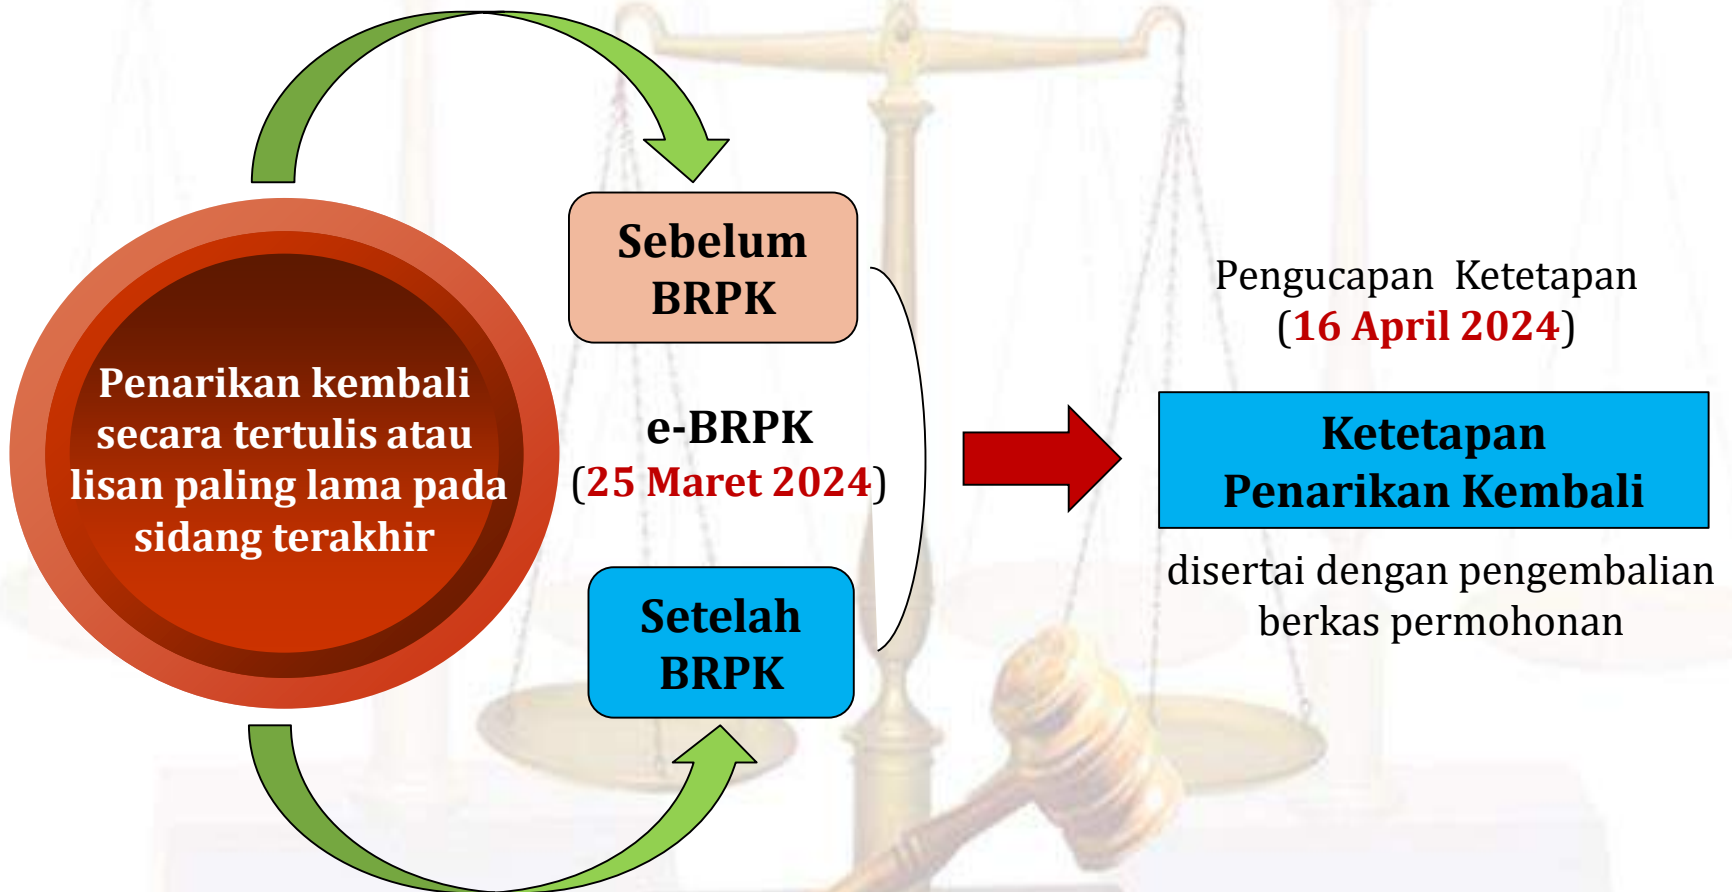 Penarikan kembali
secara tertulis atau
lisan paling lama pada
sidang terakhir
Sebelum
BRPK
e-BRPK
(25 Maret 2024)
Setelah
BRPK
Pengucapan Ketetapan
(16 April 2024)
Ketetapan
Penarikan Kembali
disertai dengan pengembalian
berkas permohonan